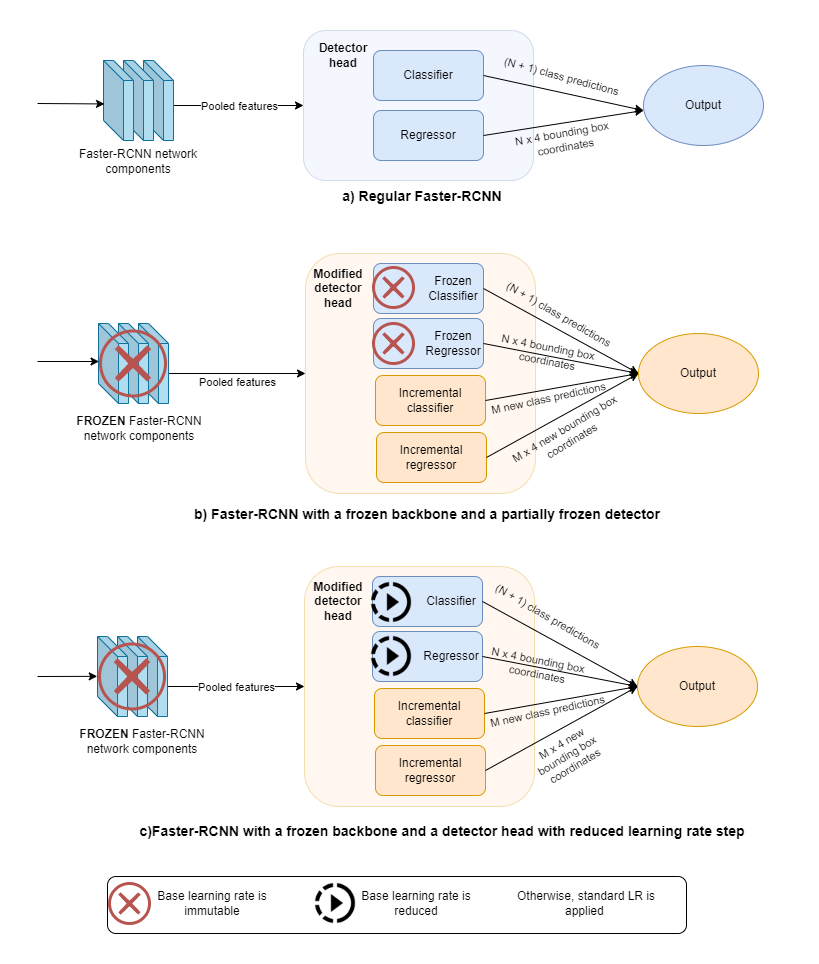 Detector
head
Classifier
(N + 1) class predictions
Output
Pooled features
Regressor
N x 4 bounding box
coordinates
Faster-RCNN network
components
a) Regular Faster-RCNN
Modified
detector
head
Frozen
Classifier
(N + 1) class predictions
Frozen
Regressor
N x 4 bounding box
coordinates
Output
Pooled features
Incremental
classifier
M new class predictions
FROZEN Faster-RCNN
network components
Incremental
regressor
M x 4 new bounding box
coordinates
b) Faster-RCNN with a frozen backbone and a partially frozen detector
Modified
detector
head
Classifier
(N + 1) class predictions
Regressor
N x 4 bounding box
coordinates
Output
Pooled features
Incremental
classifier
M new class predictions
FROZEN Faster-RCNN
network components
Incremental
regressor
M x 4 new
bounding box
coordinates
c)Faster-RCNN with a frozen backbone and a detector head with reduced learning rate step
Base learning rate is
immutable
Base learning rate is
reduced
Otherwise, standard LR is
applied